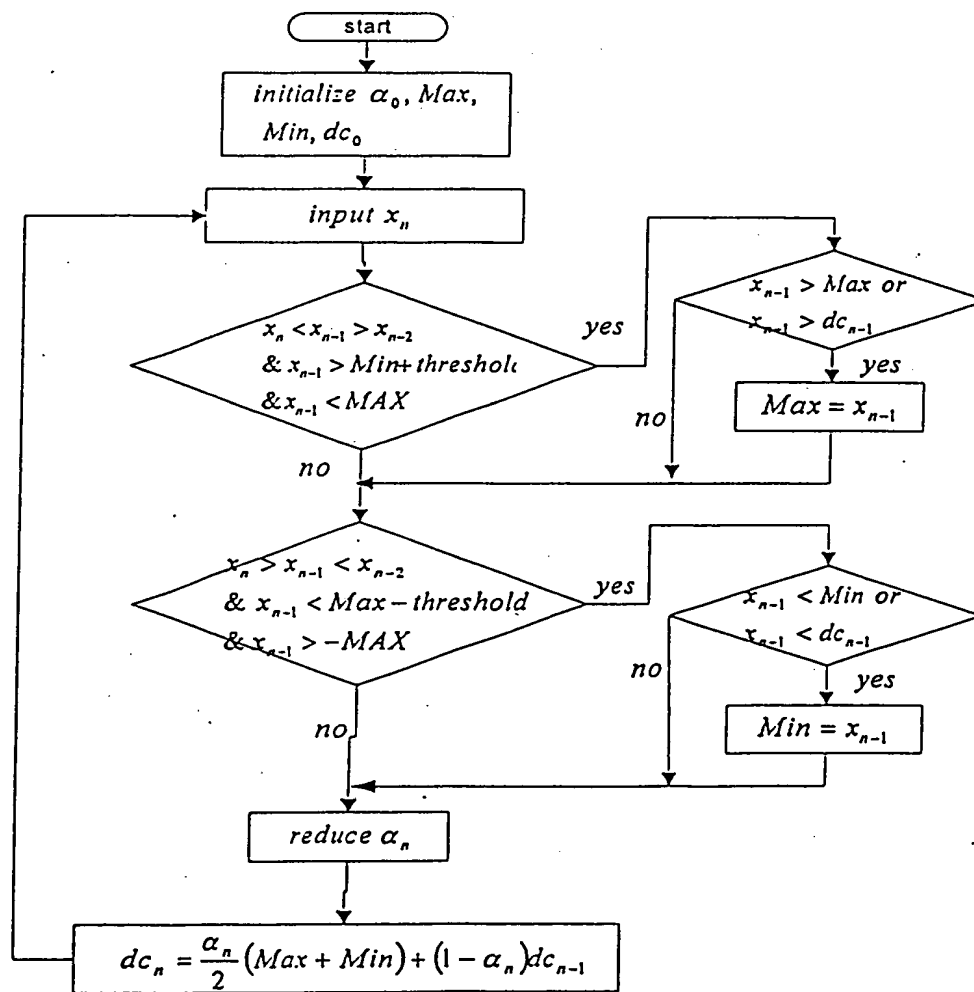 start
initialize α₀, Max,
Min, dc₀
input xₙ
xₙ < xₙ₋₁ > xₙ₋₂
& xₙ₋₁ > Min + threshold
& xₙ₋₁ < MAX
yes
xₙ₋₁ > Max or
xₙ₋₁ > dcₙ₋₁
yes
Max = xₙ₋₁
no
no
xₙ > xₙ₋₁ < xₙ₋₂
& xₙ₋₁ < Max − threshold
& xₙ₋₁ > −MAX
yes
xₙ₋₁ < Min or
xₙ₋₁ < dcₙ₋₁
yes
Min = xₙ₋₁
no
no
reduce αₙ
dcₙ = αₙ/2 (Max + Min) + (1 − αₙ)dcₙ₋₁